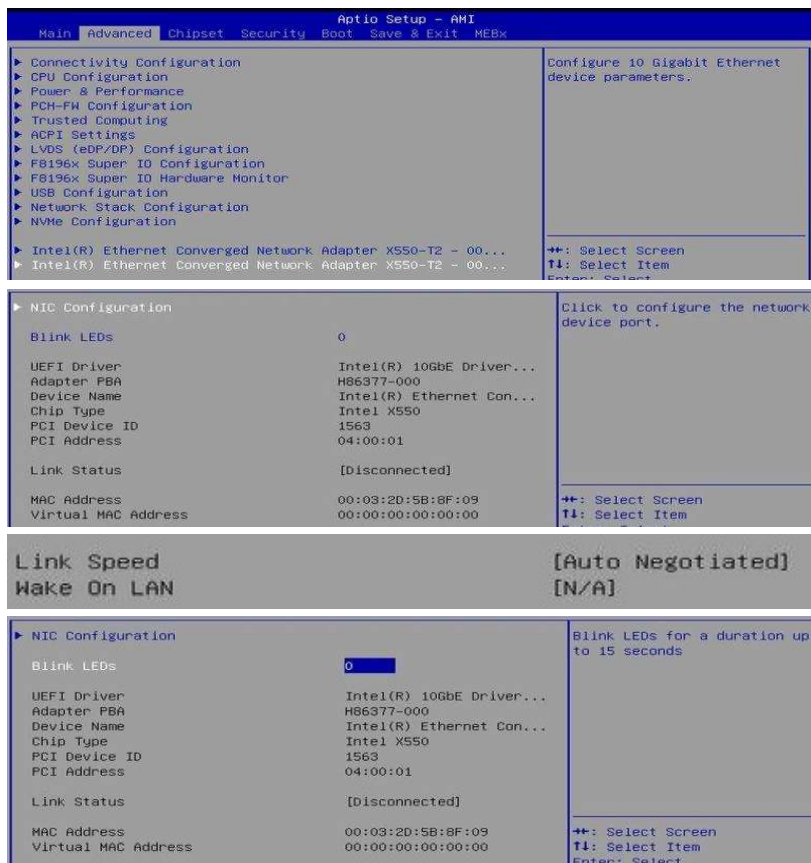 Aptio Setup – AMI
Main Advanced Chipset Security Boot Save & Exit MEBx
▶ Connectivity Configuration
▶ CPU Configuration
▶ Power & Performance
▶ PCH-FW Configuration
▶ Trusted Computing
▶ ACPI Settings
▶ LVDS (eDP/DP) Configuration
▶ F8196x Super IO Configuration
▶ F8196x Super IO Hardware Monitor
▶ USB Configuration
▶ Network Stack Configuration
▶ NVMe Configuration
▶ Intel(R) Ethernet Converged Network Adapter X550-T2 – 00...
▶ Intel(R) Ethernet Converged Network Adapter X550-T2 – 00...
Configure 10 Gigabit Ethernet
device parameters.
→←: Select Screen
↑↓: Select Item
Enter: Select
▶ NIC Configuration
Blink LEDs 0
UEFI Driver Intel(R) 10GbE Driver...
Adapter PBA H86377-000
Device Name Intel(R) Ethernet Con...
Chip Type Intel X550
PCI Device ID 1563
PCI Address 04:00:01
Link Status [Disconnected]
MAC Address 00:03:2D:5B:8F:09
Virtual MAC Address 00:00:00:00:00:00
Click to configure the network
device port.
→←: Select Screen
↑↓: Select Item
Link Speed [Auto Negotiated]
Wake On LAN [N/A]
▶ NIC Configuration
Blink LEDs 0
UEFI Driver Intel(R) 10GbE Driver...
Adapter PBA H86377-000
Device Name Intel(R) Ethernet Con...
Chip Type Intel X550
PCI Device ID 1563
PCI Address 04:00:01
Link Status [Disconnected]
MAC Address 00:03:2D:5B:8F:09
Virtual MAC Address 00:00:00:00:00:00
Blink LEDs for a duration up
to 15 seconds
→←: Select Screen
↑↓: Select Item
Enter: Select